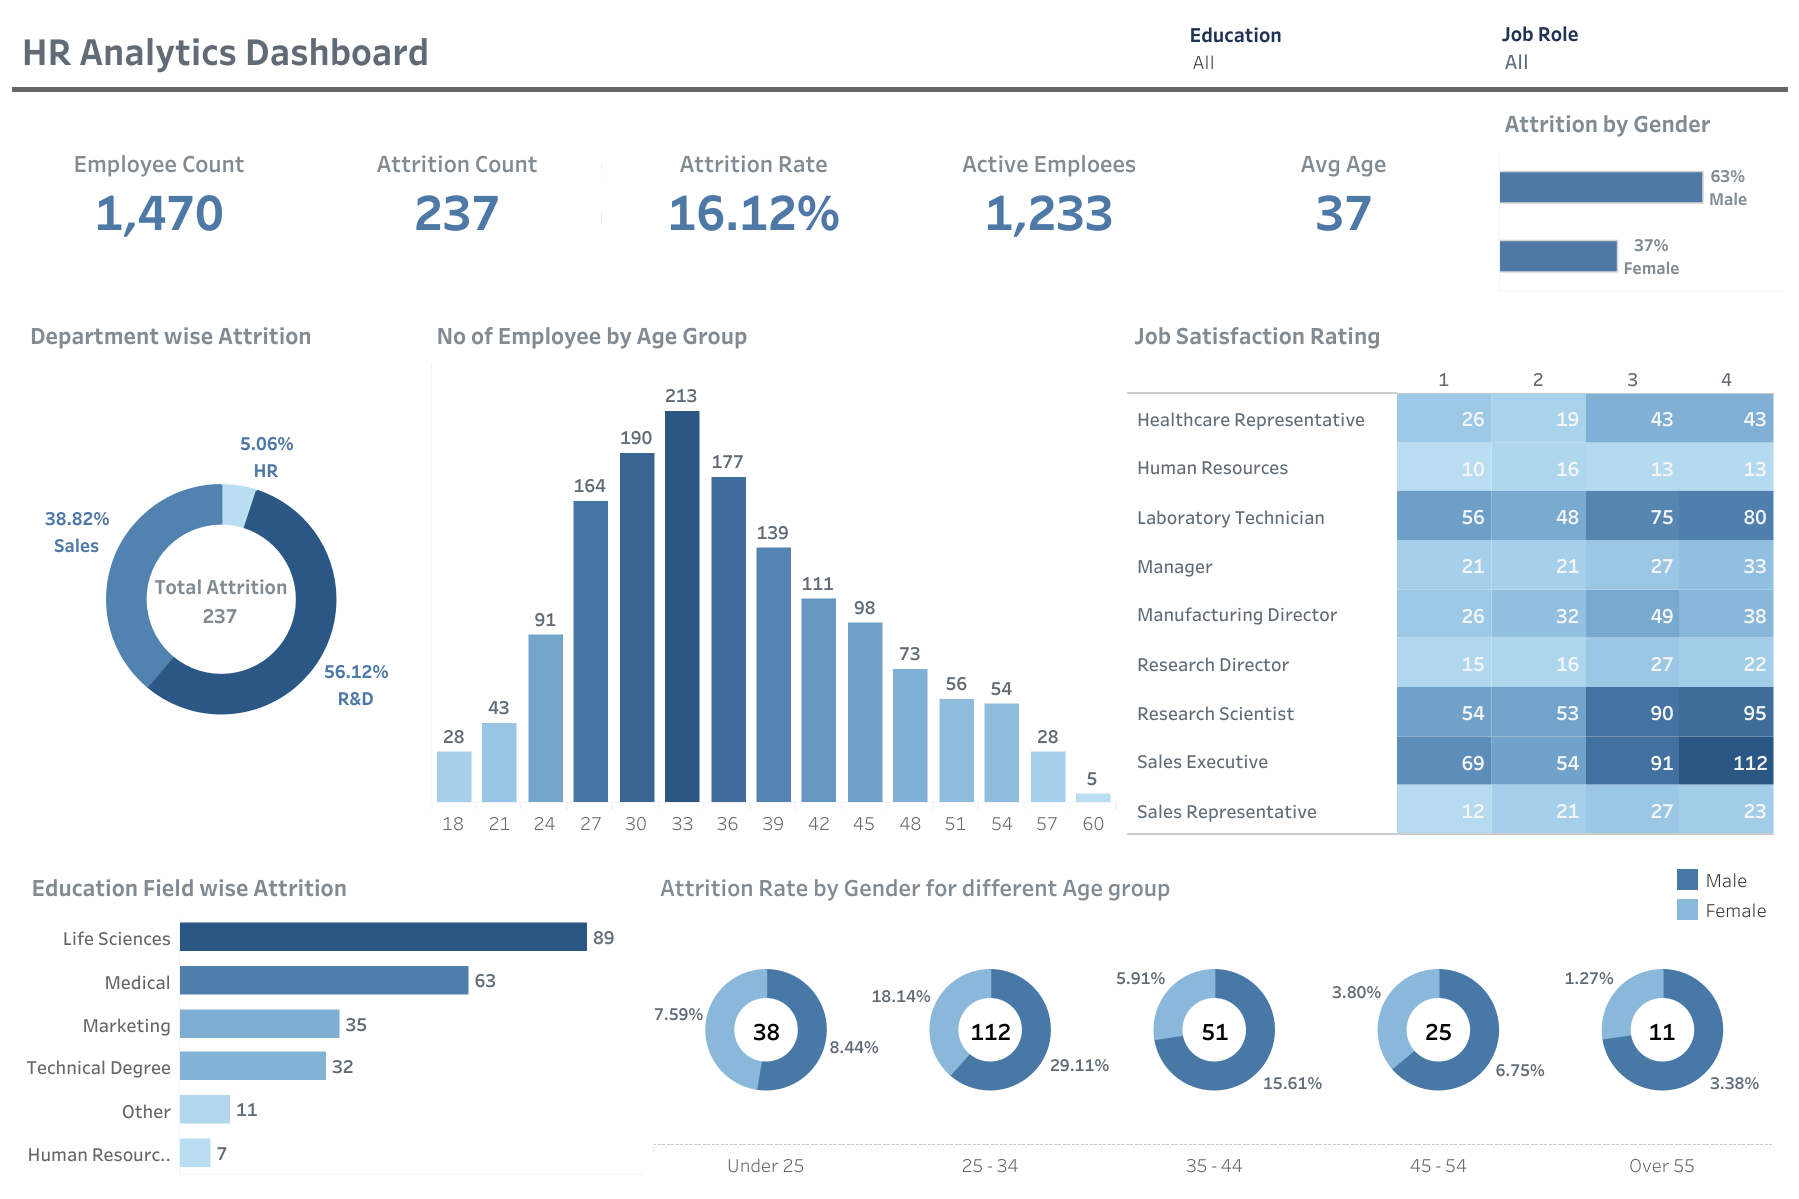 HR Analytics Dashboard
Education
All
Job Role
All
Employee Count
1,470
Attrition Count
237
Attrition Rate
16.12%
Active Emploees
1,233
Avg Age
37
Attrition by Gender
63%
Male
37%
Female
Department wise Attrition
5.06%
HR
38.82%
Sales
Total Attrition
237
56.12%
R&D
No of Employee by Age Group
28
43
91
164
190
213
177
139
111
98
73
56
54
28
5
18 21 24 27 30 33 36 39 42 45 48 51 54 57 60
Job Satisfaction Rating
1 2 3 4
Healthcare Representative 26 19 43 43
Human Resources 10 16 13 13
Laboratory Technician 56 48 75 80
Manager 21 21 27 33
Manufacturing Director 26 32 49 38
Research Director 15 16 27 22
Research Scientist 54 53 90 95
Sales Executive 69 54 91 112
Sales Representative 12 21 27 23
Education Field wise Attrition
Life Sciences 89
Medical 63
Marketing 35
Technical Degree 32
Other 11
Human Resourc.. 7
Attrition Rate by Gender for different Age group
Male
Female
7.59%
38
8.44%
18.14%
112
29.11%
5.91%
51
15.61%
3.80%
25
6.75%
1.27%
11
3.38%
Under 25 25 - 34 35 - 44 45 - 54 Over 55